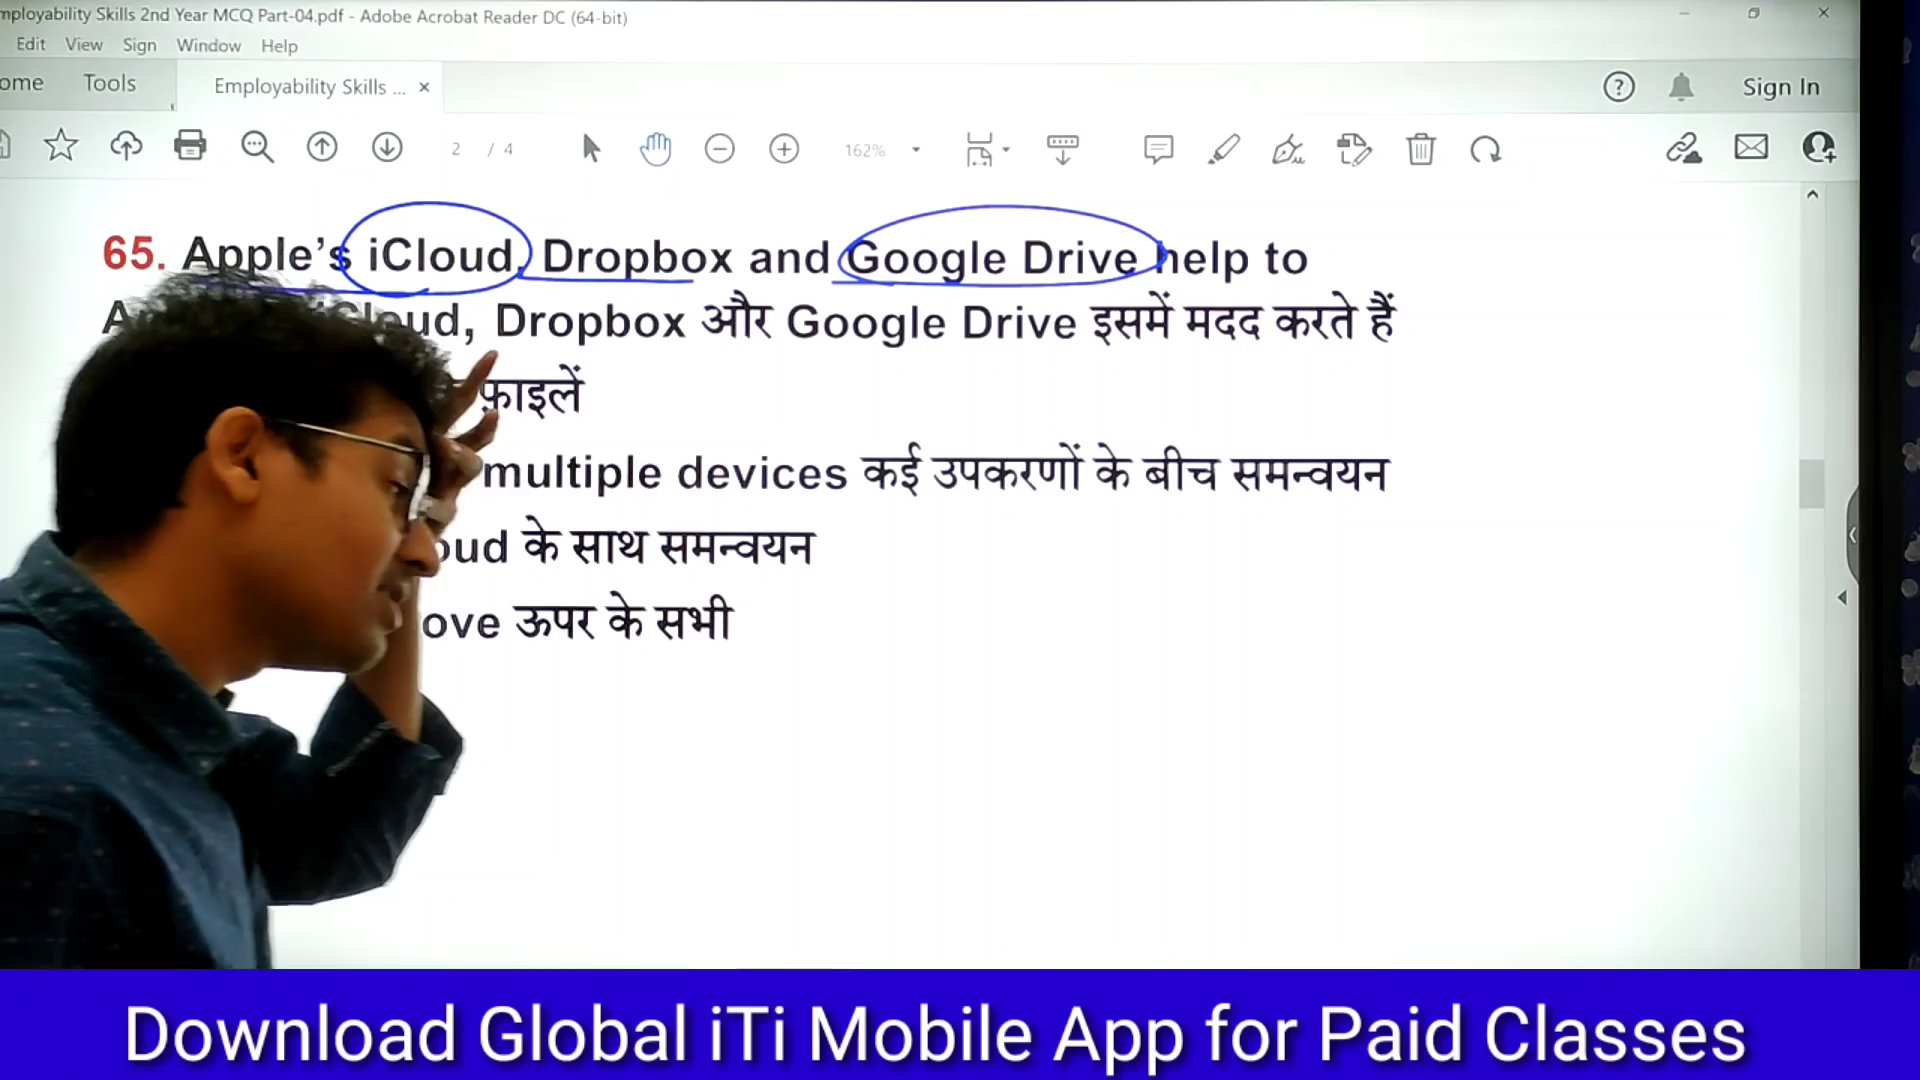 mployability Skills 2nd Year MCQ Part-04.pdf - Adobe Acrobat Reader DC (64-bit)
Edit View Sign Window Help
ome Tools Employability Skills ... × Sign In
2 / 4 162%
65. Apple's iCloud, Dropbox and Google Drive help to
Cloud, Dropbox और Google Drive इसमें मदद करते हैं
फ़ाइलें
multiple devices कई उपकरणों के बीच समन्वयन
oud के साथ समन्वयन
ove ऊपर के सभी
Download Global iTi Mobile App for Paid Classes